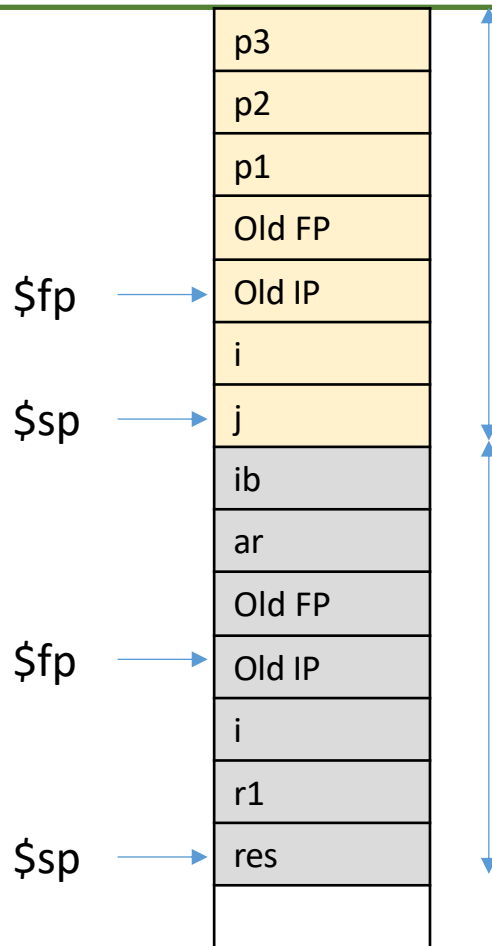 p3
p2
p1
Old FP
$fp
Old IP
i
$sp
j
ib
ar
Old FP
$fp
Old IP
i
r1
$sp
res